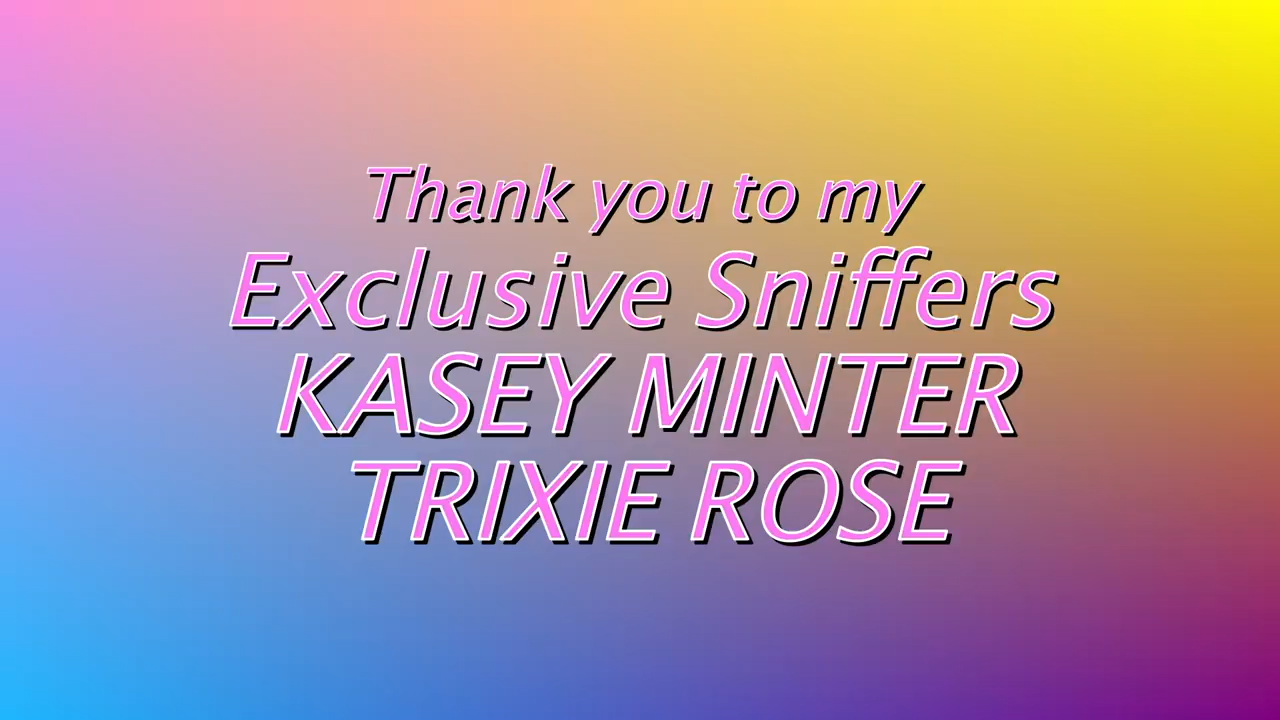 Thank you to my
Exclusive Sniffers
KASEY MINTER
TRIXIE ROSE